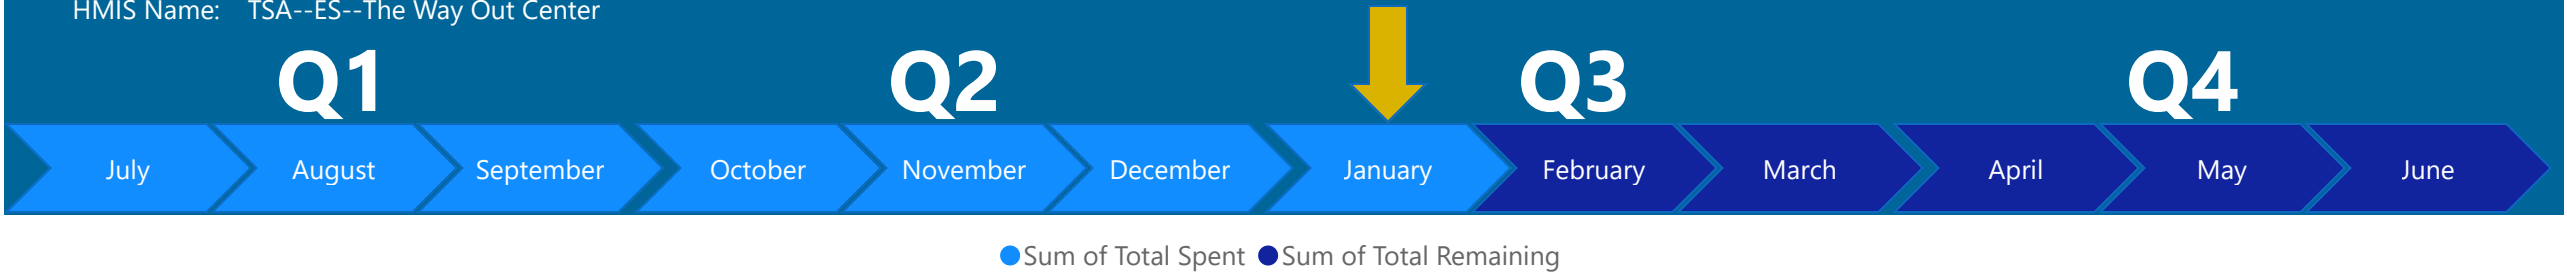 HMIS Name: TSA--ES--The Way Out Center
Q1 Q2 Q3 Q4
July August September October November December January February March April May June
Sum of Total Spent Sum of Total Remaining